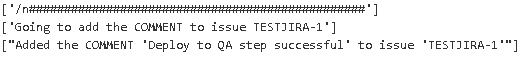 ['/n############################################']
['Going to add the COMMENT to issue TESTJIRA-1']
["Added the COMMENT 'Deploy to QA step successful' to issue 'TESTJIRA-1'"]